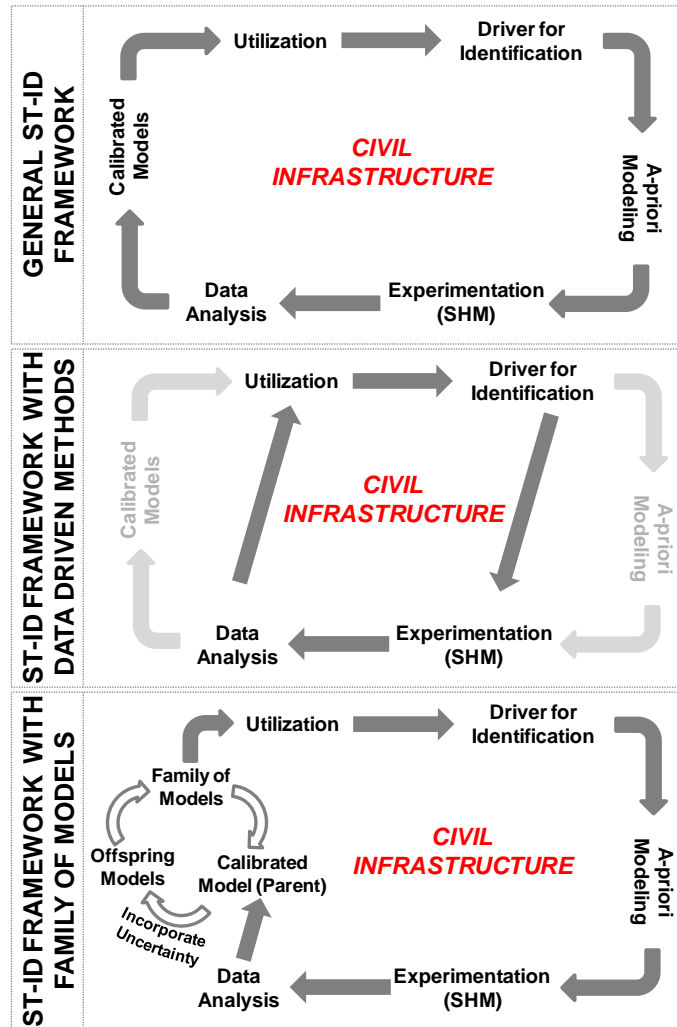 GENERAL ST-ID
FRAMEWORK
Utilization
Driver for
Identification
Calibrated
Models
CIVIL
INFRASTRUCTURE
A-priori
Modeling
Data
Analysis
Experimentation
(SHM)
ST-ID FRAMEWORK WITH
DATA DRIVEN METHODS
Utilization
Driver for
Identification
Calibrated
Models
CIVIL
INFRASTRUCTURE
A-priori
Modeling
Data
Analysis
Experimentation
(SHM)
ST-ID FRAMEWORK WITH
FAMILY OF MODELS
Utilization
Driver for
Identification
Family of
Models
Offspring
Models
Calibrated
Model (Parent)
Incorporate
Uncertainty
CIVIL
INFRASTRUCTURE
A-priori
Modeling
Data
Analysis
Experimentation
(SHM)